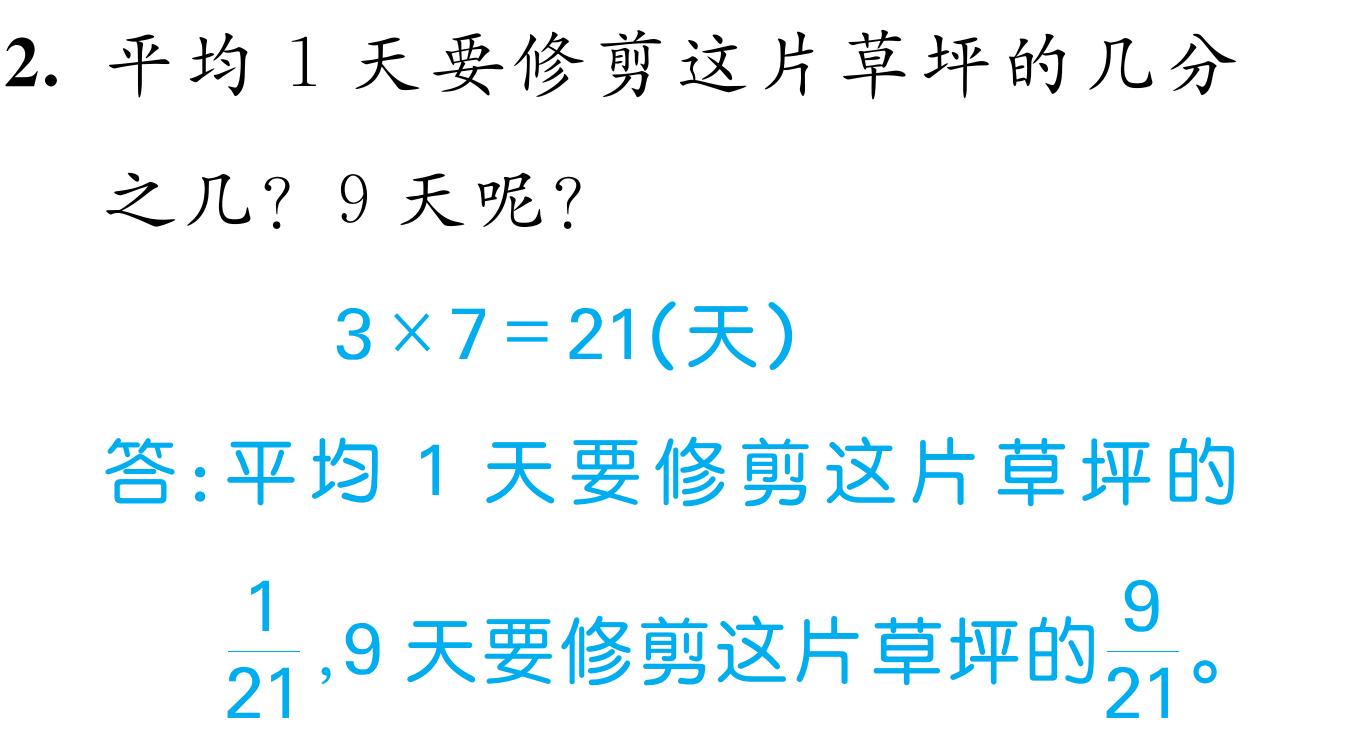 2. 平均 1 天要修剪这片草坪的几分
之几？9 天呢？
3×7=21(天)
答:平均 1 天要修剪这片草坪的
1/21,9 天要修剪这片草坪的9/21。